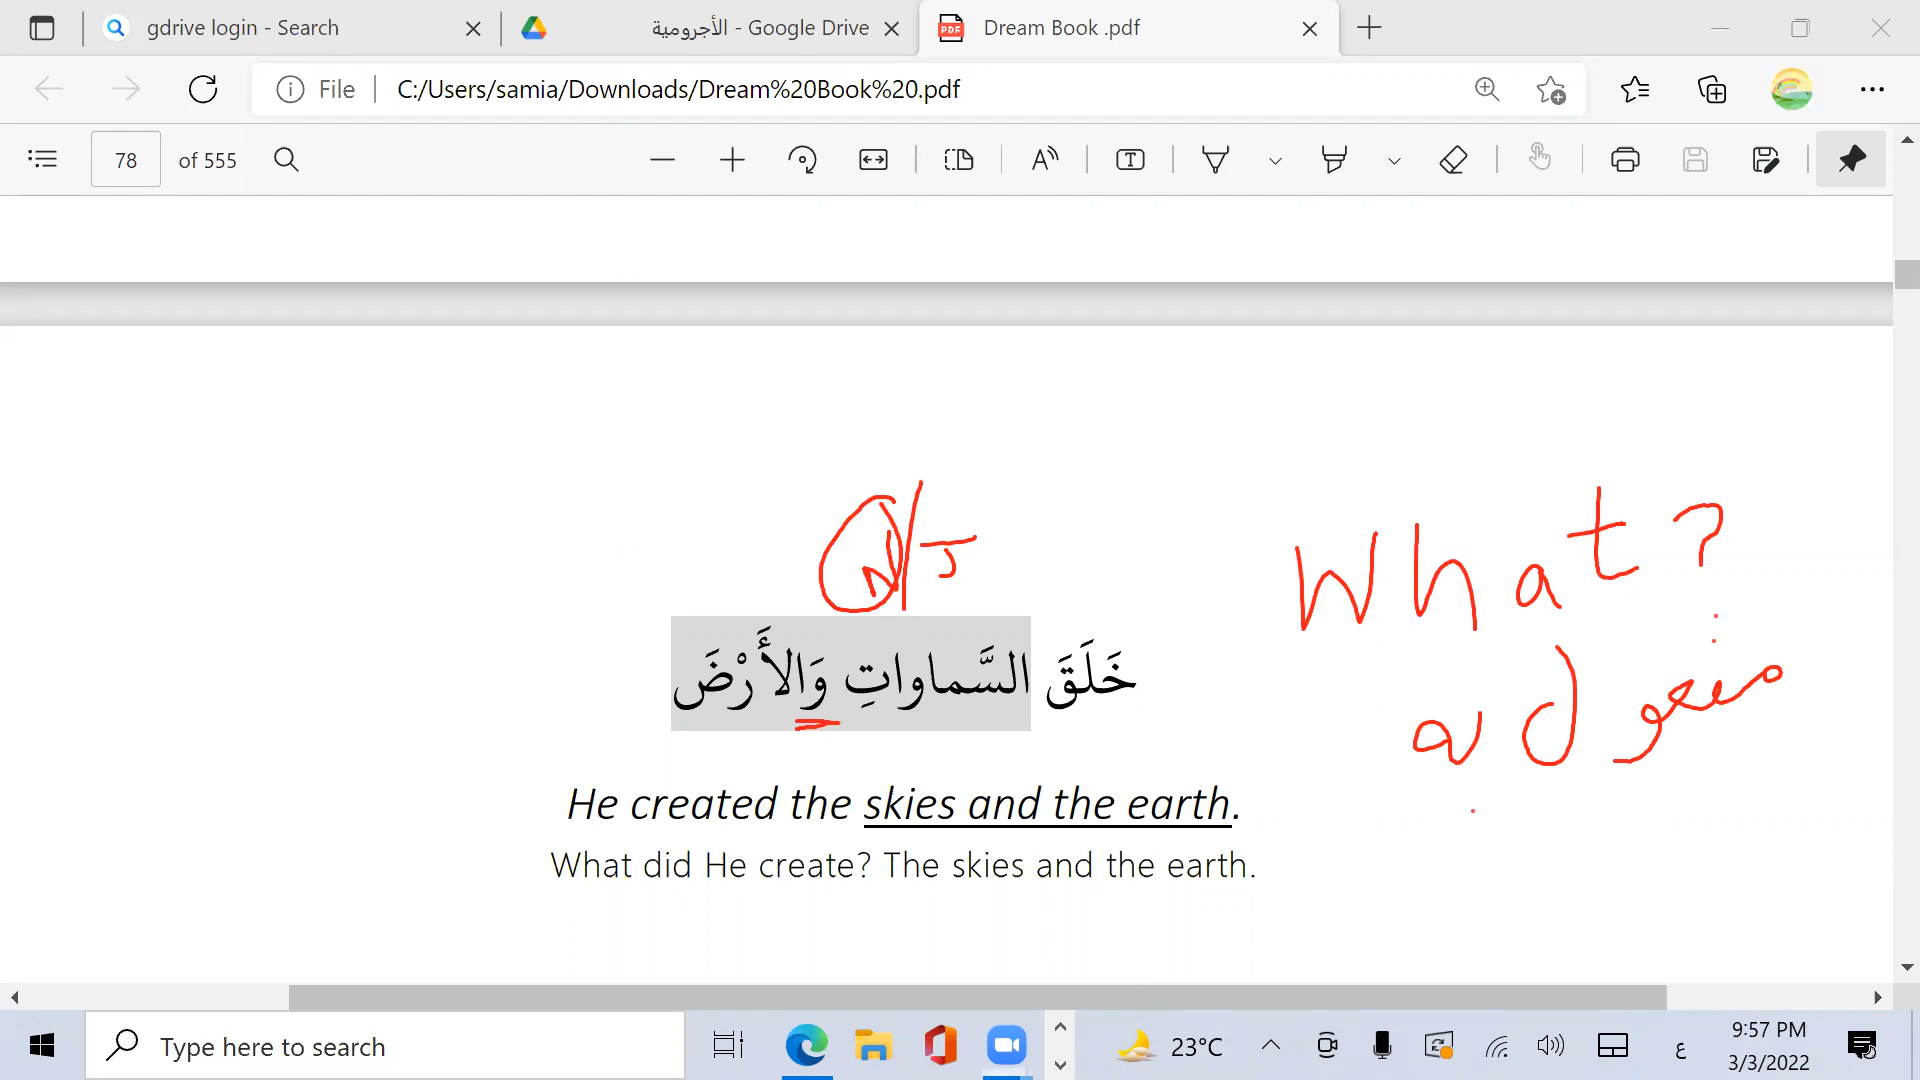 gdrive login - Search
الأجرومية - Google Drive
Dream Book .pdf
File
C:/Users/samia/Downloads/Dream%20Book%20.pdf
78 of 555
N/J
What?
خَلَقَ السَّماواتِ وَالأَرْضَ
He created the skies and the earth.
What did He create? The skies and the earth.
Type here to search
23°C
ع
9:57 PM
3/3/2022